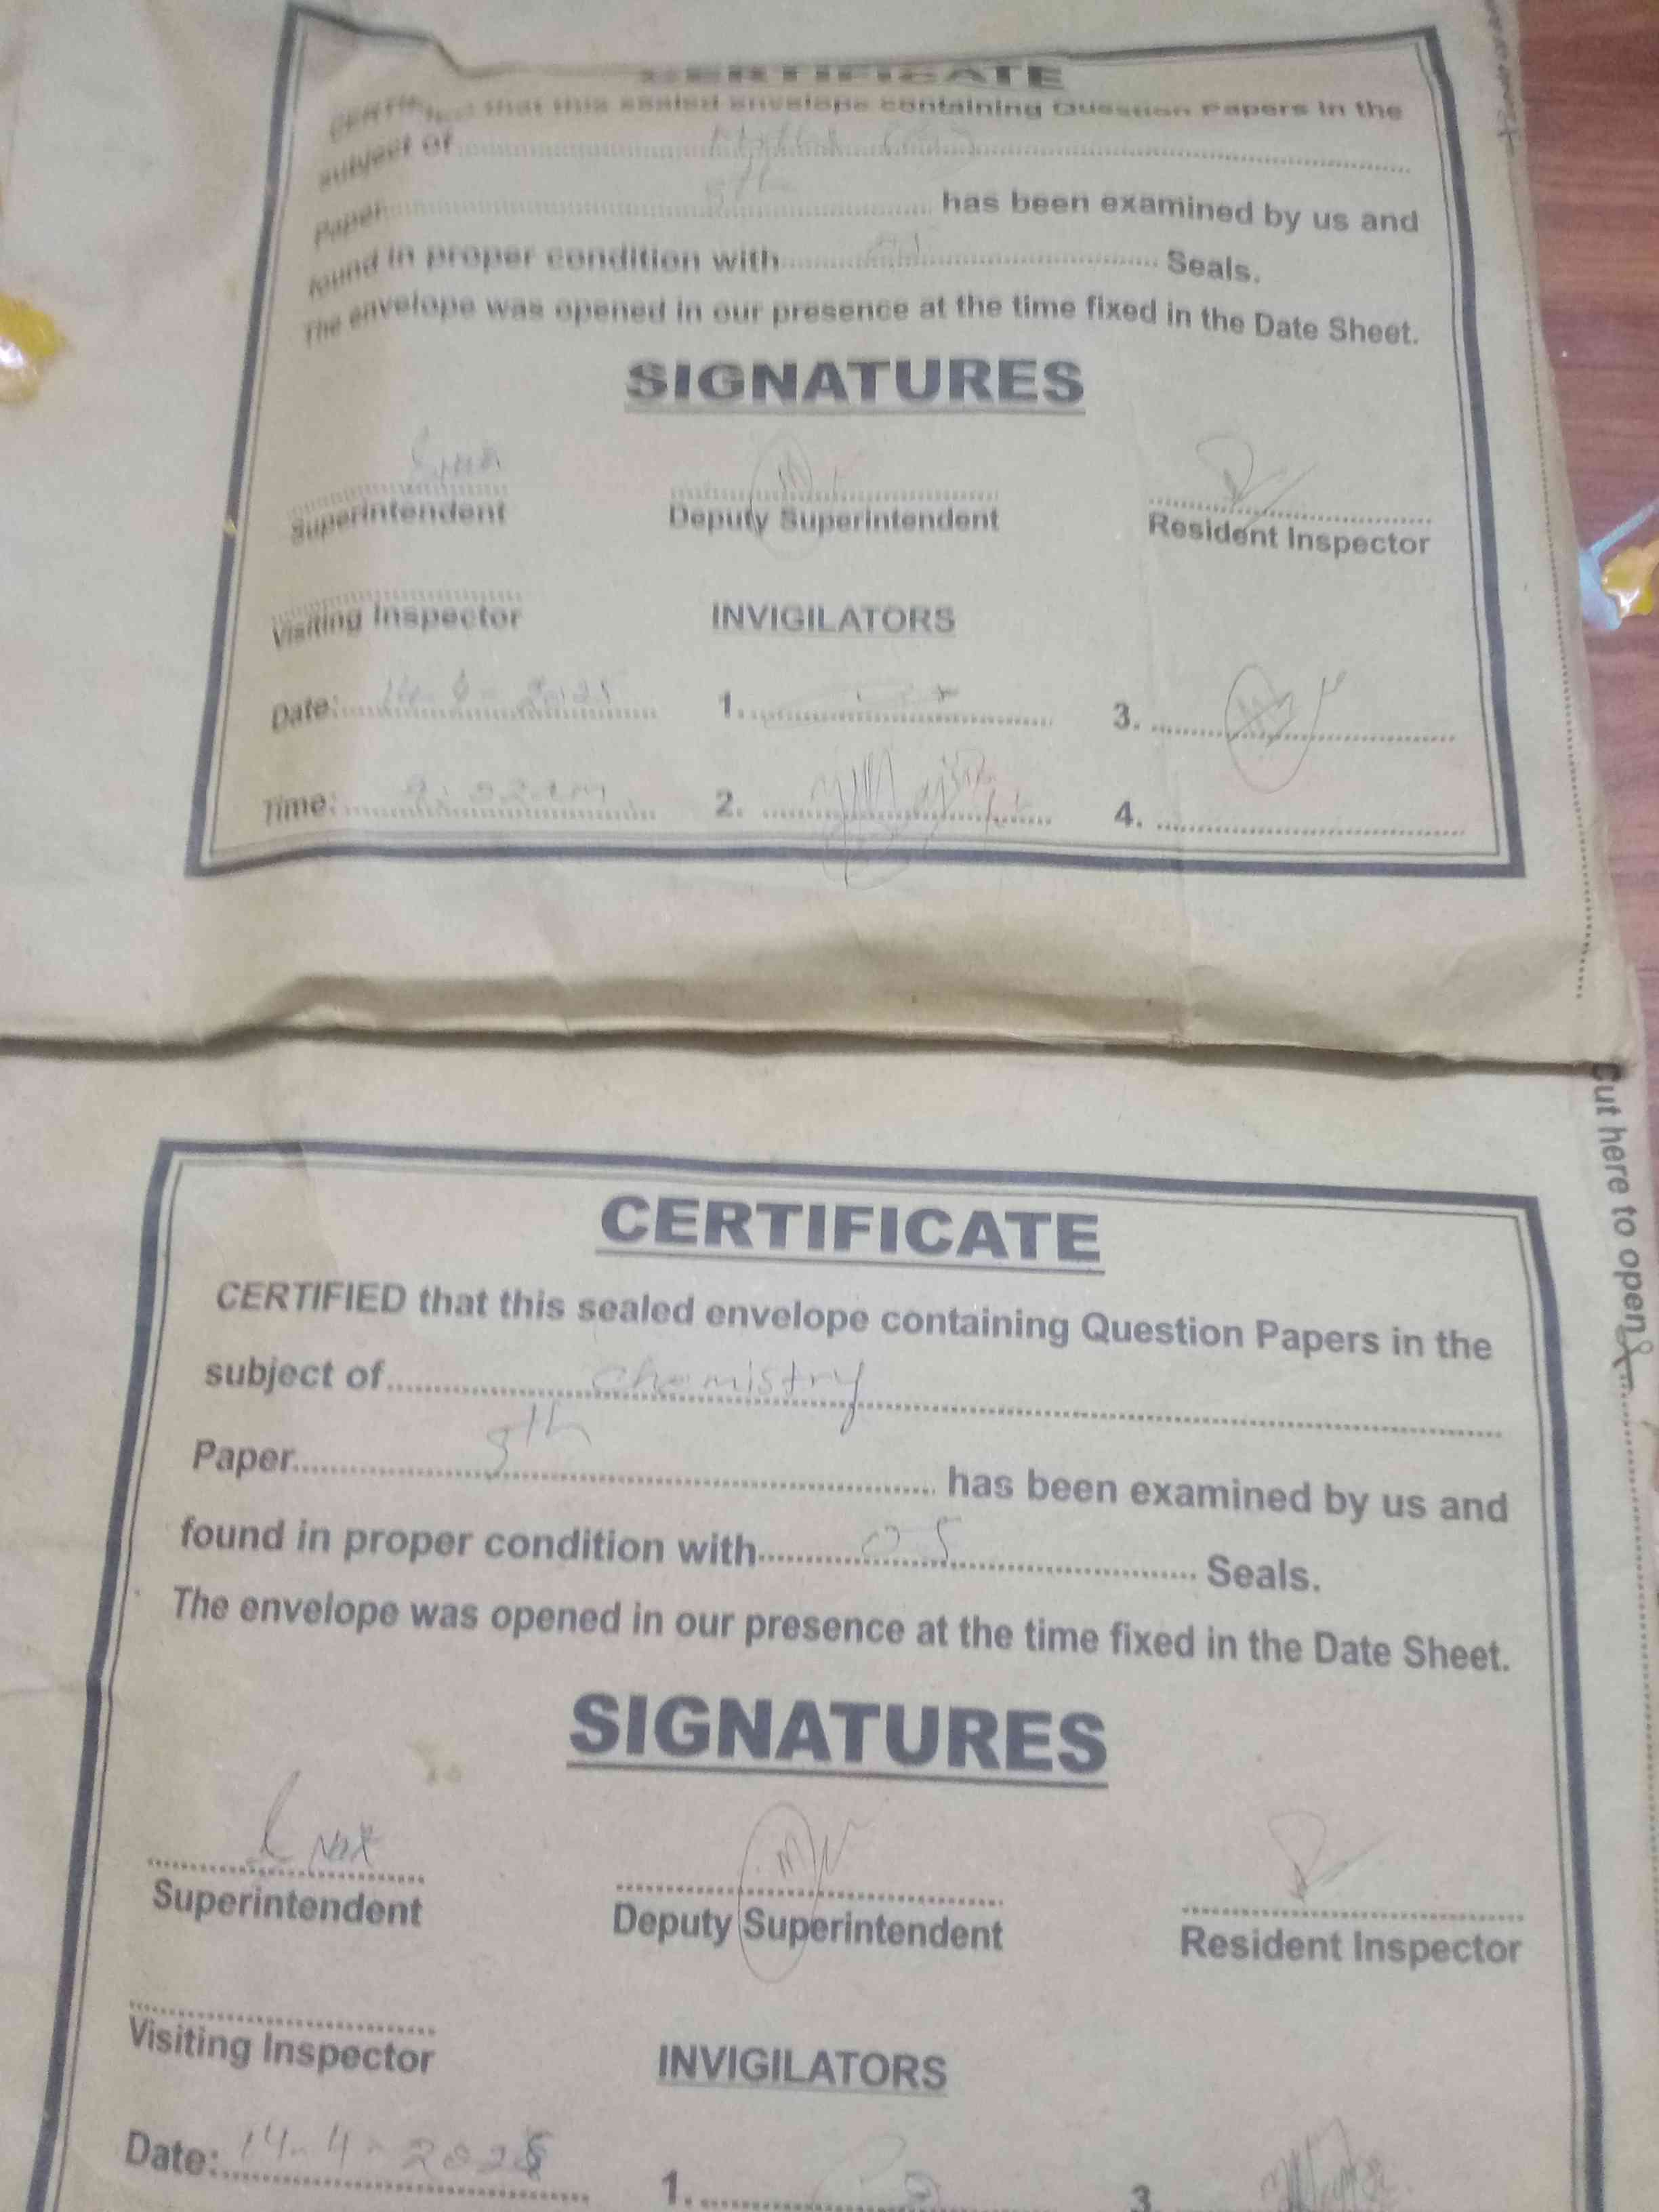 CERTIFICATE
that this sealed envelope containing Question Papers in the
subject of
Paper has been examined by us and
found in proper condition with Seals.
The envelope was opened in our presence at the time fixed in the Date Sheet.
SIGNATURES
Superintendent Deputy Superintendent Resident Inspector
Visiting Inspector INVIGILATORS
Date: 1. 3.
Time: 2. 4.
Cut here to open
CERTIFICATE
CERTIFIED that this sealed envelope containing Question Papers in the
subject of chemistry
Paper 9th has been examined by us and
found in proper condition with 05 Seals.
The envelope was opened in our presence at the time fixed in the Date Sheet.
SIGNATURES
Superintendent Deputy Superintendent Resident Inspector
Visiting Inspector INVIGILATORS
Date: 14-4-2025 1. 3.